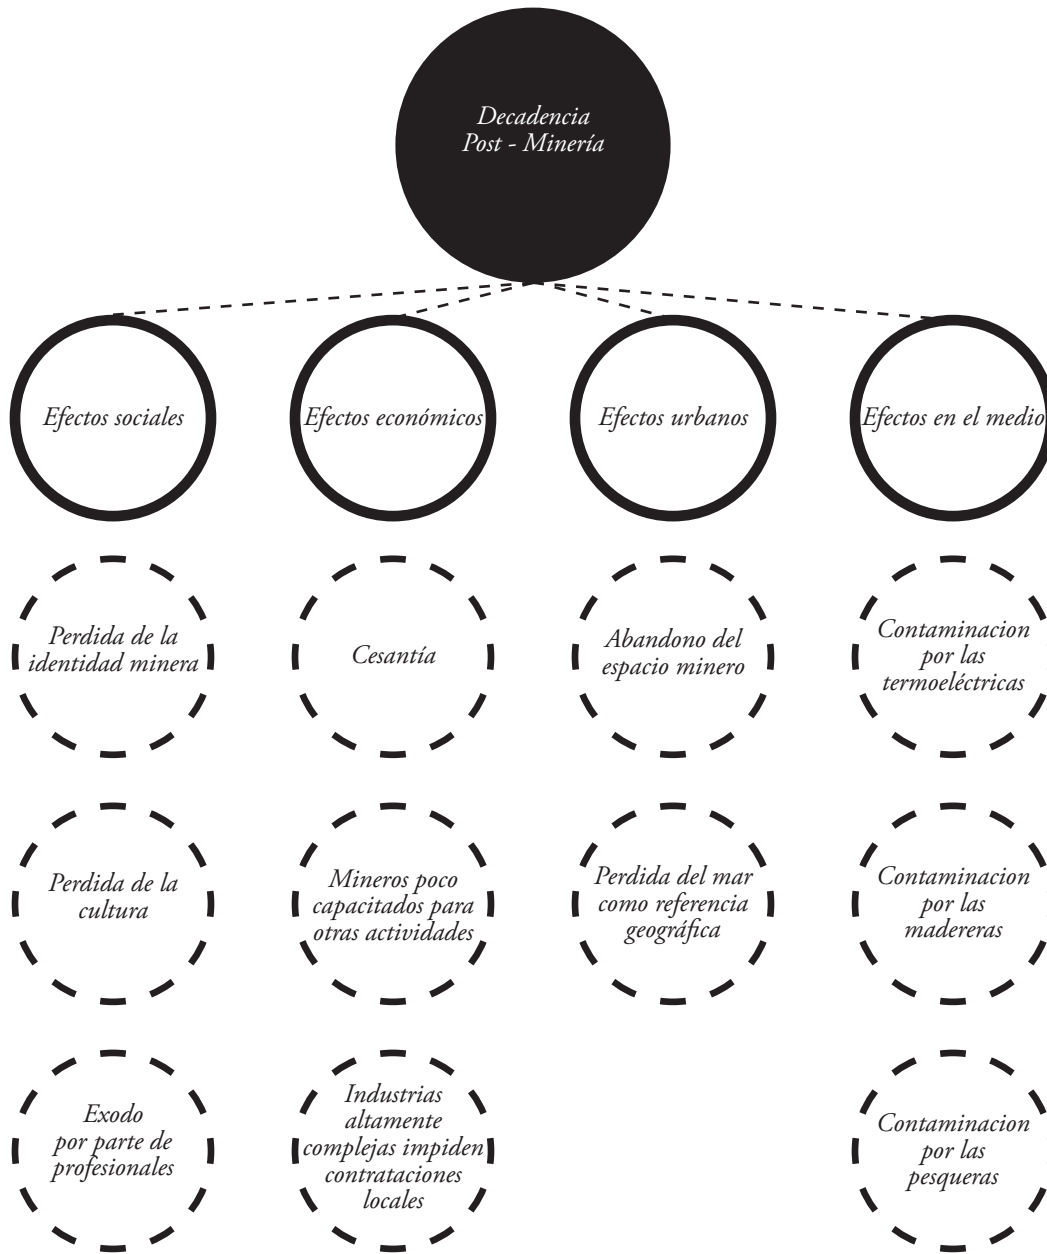 Decadencia
Post - Minería
Efectos sociales
Efectos económicos
Efectos urbanos
Efectos en el medio
Perdida de la
identidad minera
Cesantía
Abandono del
espacio minero
Contaminacion
por las
termoeléctricas
Perdida de la
cultura
Mineros poco
capacitados para
otras actividades
Perdida del mar
como referencia
geográfica
Contaminacion
por las
madereras
Exodo
por parte de
profesionales
Industrias
altamente
complejas impiden
contrataciones
locales
Contaminacion
por las
pesqueras